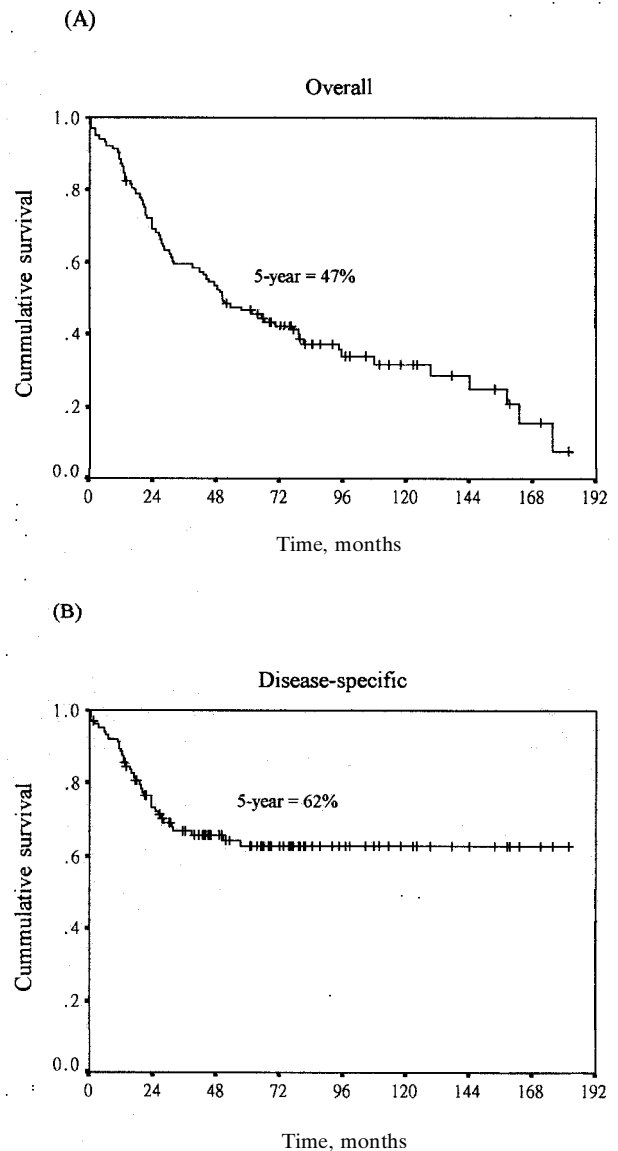 (A)
Overall
1.0
.8
.6
.4
.2
0.0
Cummulative survival
5-year = 47%
0 24 48 72 96 120 144 168 192
Time, months
(B)
Disease-specific
1.0
.8
.6
.4
.2
0.0
Cummulative survival
5-year = 62%
0 24 48 72 96 120 144 168 192
Time, months